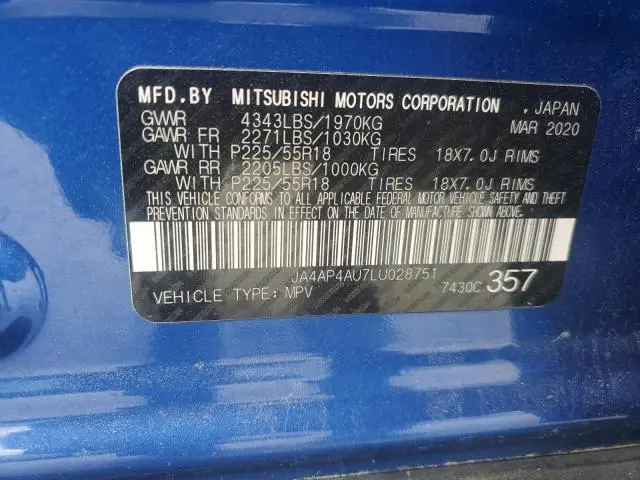 MFD.BY MITSUBISHI MOTORS CORPORATION . JAPAN
GVWR 4343LBS/1970KG MAR 2020
GAWR FR 2271LBS/1030KG
WITH P225/55R18 TIRES 18X7.0J RIMS
GAWR RR 2205LBS/1000KG
WITH P225/55R18 TIRES 18X7.0J RIMS
THIS VEHICLE CONFORMS TO ALL APPLICABLE FEDERAL MOTOR VEHICLE SAFETY AND THEFT
PREVENTION STANDARDS IN EFFECT ON THE DATE OF MANUFACTURE SHOWN ABOVE.
JA4AP4AU7LU028751
VEHICLE TYPE: MPV 7430C 357